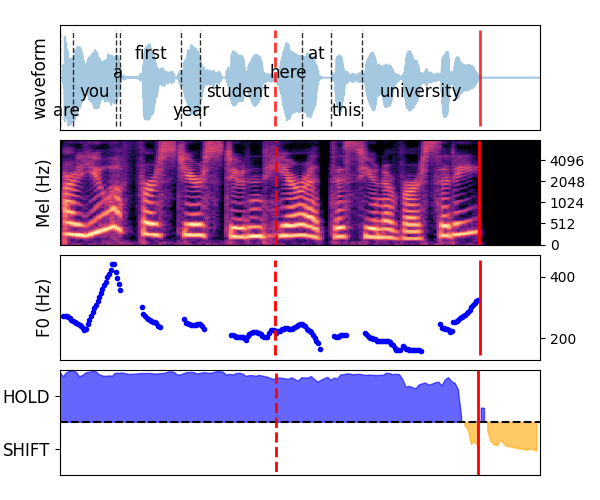 waveform
first
a
here
at
you
student
university
are
year
this
Mel (Hz)
4096
2048
1024
512
0
F0 (Hz)
400
200
HOLD
SHIFT